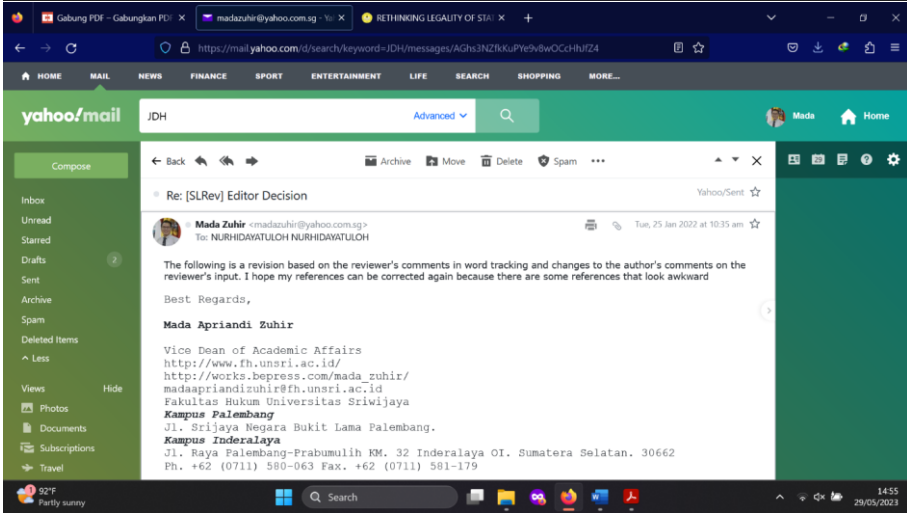 Gabung PDF – Gabungkan PDF
madazuhir@yahoo.com.sg - Ya
RETHINKING LEGALITY OF STAT
https://mail.yahoo.com/d/search/keyword=JDH/messages/AGhs3NZfkKuPYe9v8wOCcHhJfZ4
HOME MAIL NEWS FINANCE SPORT ENTERTAINMENT LIFE SEARCH SHOPPING MORE...
yahoo!mail
JDH Advanced
Mada Home
Compose
Back Archive Move Delete Spam
Re: [SLRev] Editor Decision Yahoo/Sent
Inbox
Unread
Starred
Drafts 2
Sent
Archive
Spam
Deleted Items
Less
Views Hide
Photos
Documents
Subscriptions
Travel
Mada Zuhir <madazuhir@yahoo.com.sg> Tue, 25 Jan 2022 at 10:35 am
To: NURHIDAYATULOH NURHIDAYATULOH
The following is a revision based on the reviewer's comments in word tracking and changes to the author's comments on the
reviewer's input. I hope my references can be corrected again because there are some references that look awkward
Best Regards,
Mada Apriandi Zuhir
Vice Dean of Academic Affairs
http://www.fh.unsri.ac.id/
http://works.bepress.com/mada_zuhir/
madaapriandizuhir@fh.unsri.ac.id
Fakultas Hukum Universitas Sriwijaya
Kampus Palembang
Jl. Srijaya Negara Bukit Lama Palembang.
Kampus Inderalaya
Jl. Raya Palembang-Prabumulih KM. 32 Inderalaya OI. Sumatera Selatan. 30662
Ph. +62 (0711) 580-063 Fax. +62 (0711) 581-179
92°F
Partly sunny
Search
14:55
29/05/2023